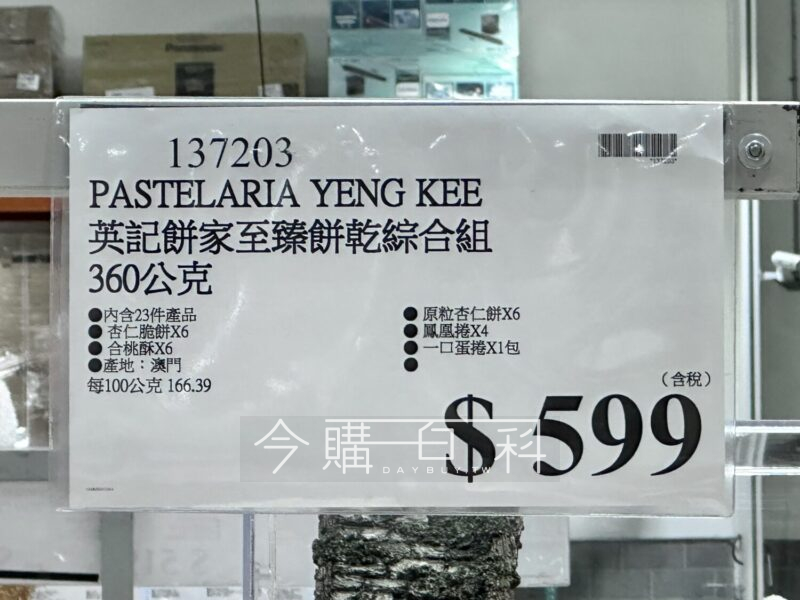 Panasonic
137203
*137203*
PASTELARIA YENG KEE
英記餅家至臻餅乾綜合組
360公克
●內含23件產品
● 杏仁脆餅X6
● 合桃酥X6
●產地：澳門
每100公克 166.39
● 原粒杏仁餅X6
● 鳳凰捲X4
● 一口蛋捲X1包
●
（含稅）
$ 599
今購百科
DAYBUY.TW